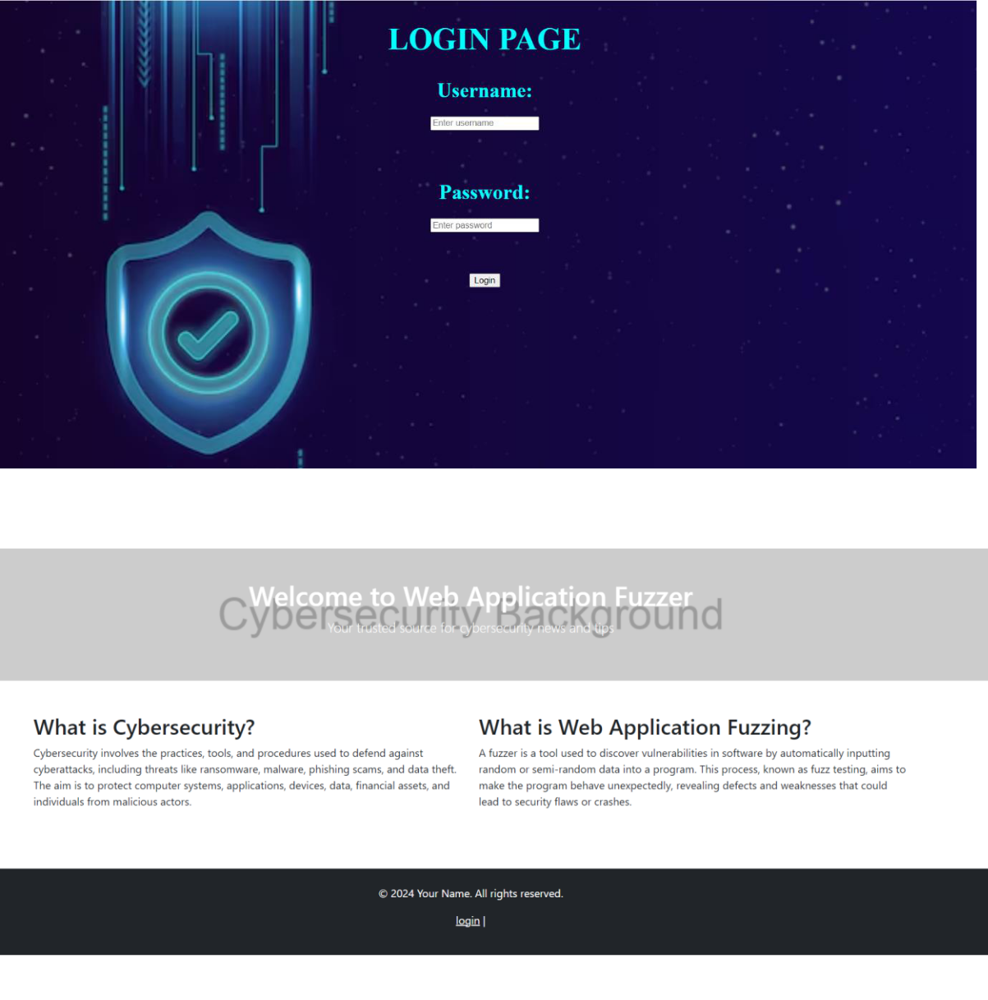 LOGIN PAGE
Username:
Enter username
Password:
Enter password
Login
Welcome to Web Application Fuzzer
Cybersecurity Background
Your trusted source for cybersecurity news and tips
What is Cybersecurity?
Cybersecurity involves the practices, tools, and procedures used to defend against
cyberattacks, including threats like ransomware, malware, phishing scams, and data theft.
The aim is to protect computer systems, applications, devices, data, financial assets, and
individuals from malicious actors.
What is Web Application Fuzzing?
A fuzzer is a tool used to discover vulnerabilities in software by automatically inputting
random or semi-random data into a program. This process, known as fuzz testing, aims to
make the program behave unexpectedly, revealing defects and weaknesses that could
lead to security flaws or crashes.
© 2024 Your Name. All rights reserved.
login |